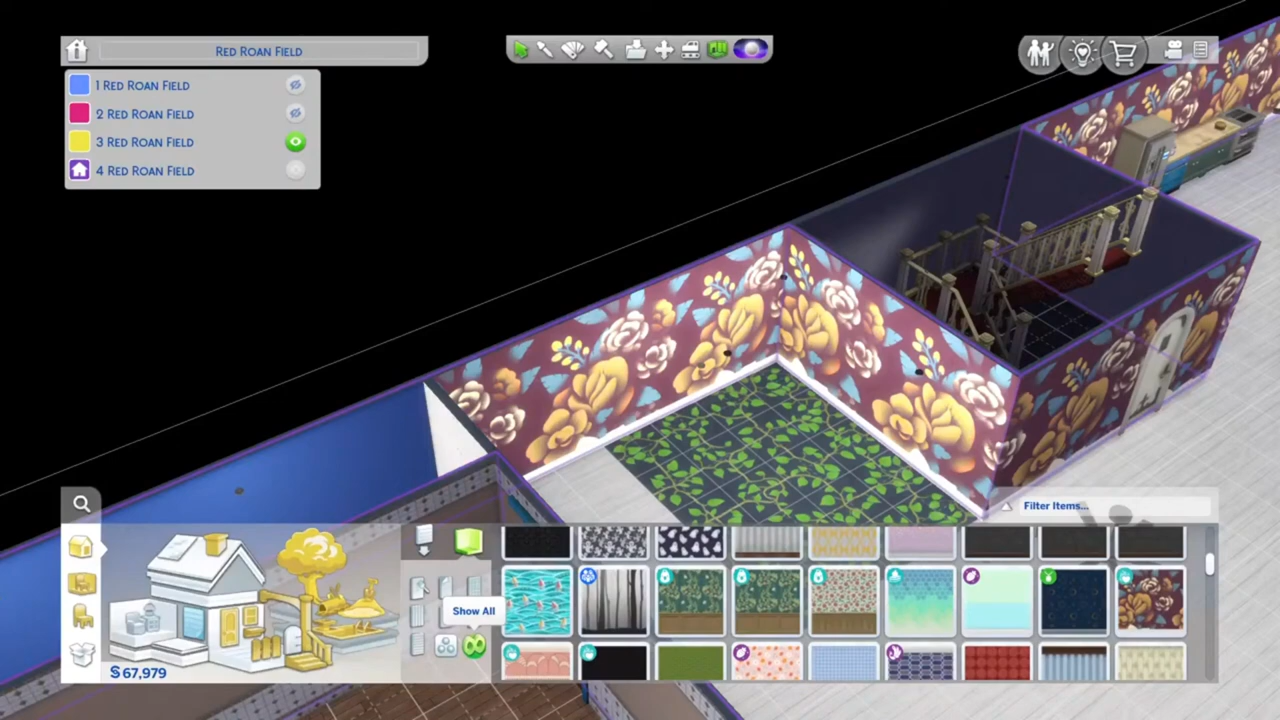 RED ROAN FIELD
1 RED ROAN FIELD
2 RED ROAN FIELD
3 RED ROAN FIELD
4 RED ROAN FIELD
Filter Items...
Show All
$67,979